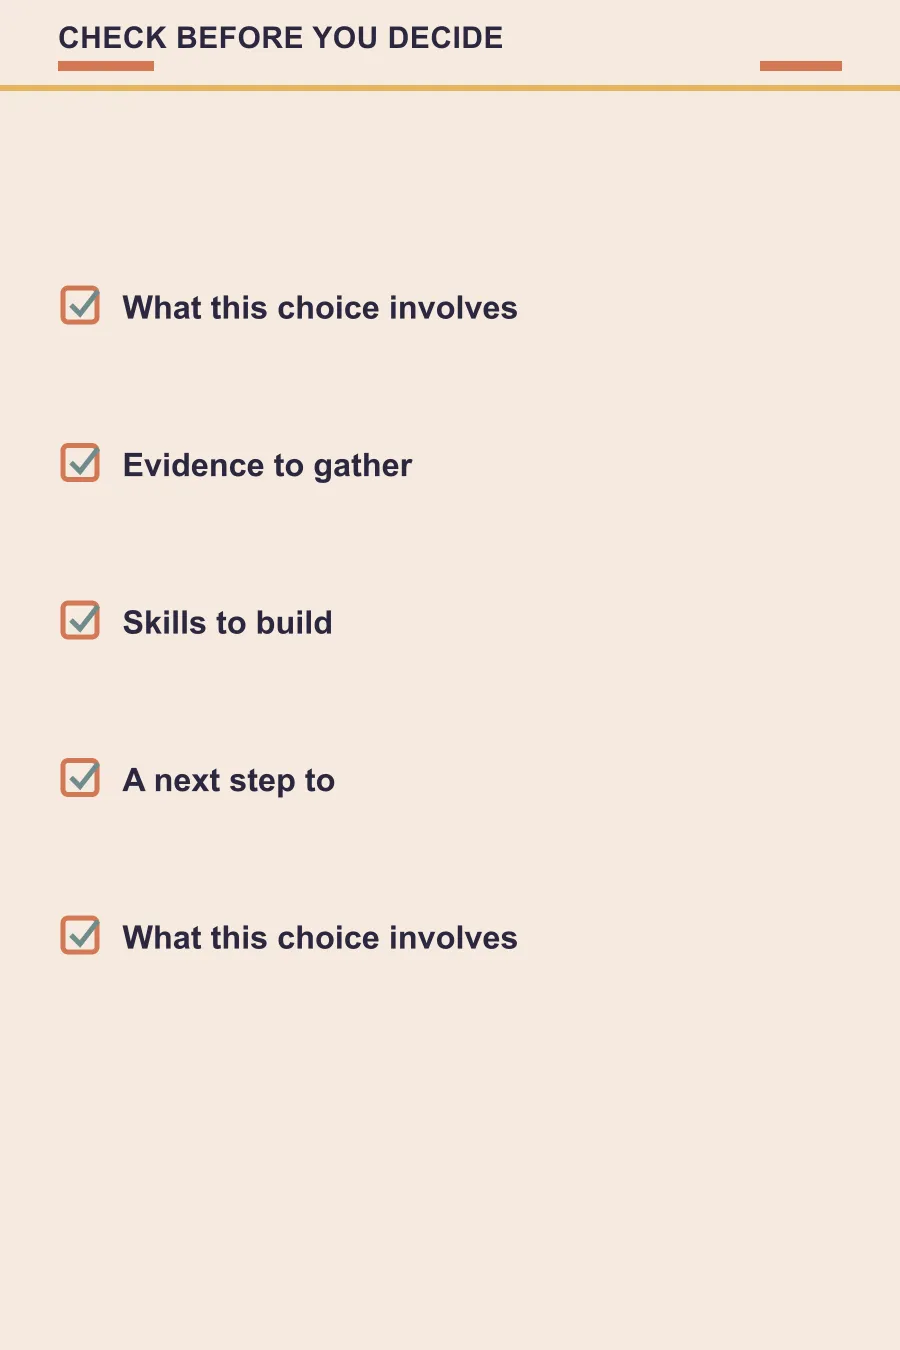 CHECK BEFORE YOU DECIDE
What this choice involves
Evidence to gather
Skills to build
A next step to
What this choice involves